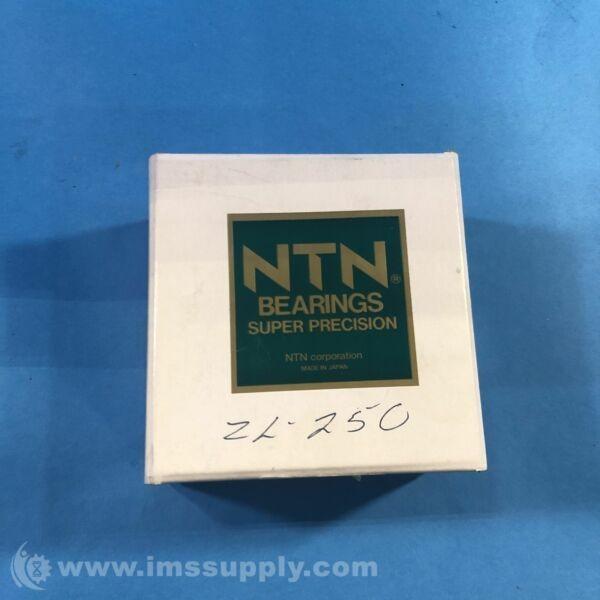 NTN®
BEARINGS
SUPER PRECISION
NTN corporation
MADE IN JAPAN
ZL-250
www.imssupply.com